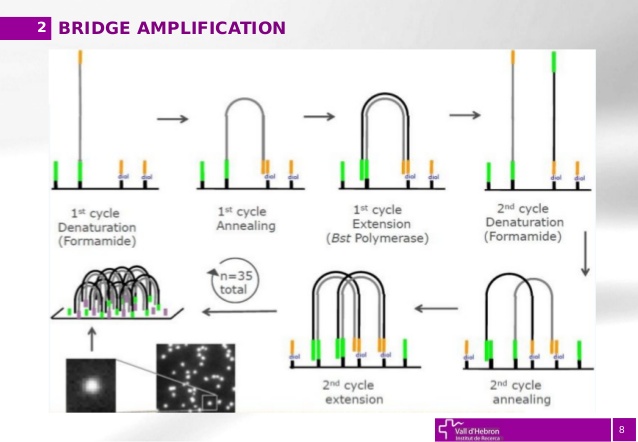 2 BRIDGE AMPLIFICATION
diol diol
diol diol
diol diol
diol diol
1st cycle
Denaturation
(Formamide)
1st cycle
Annealing
1st cycle
Extension
(Bst Polymerase)
2nd cycle
Denaturation
(Formamide)
n=35
total
diol diol diol
diol diol
2nd cycle
extension
2nd cycle
annealing
Vall d'Hebron
Institut de Recerca
8